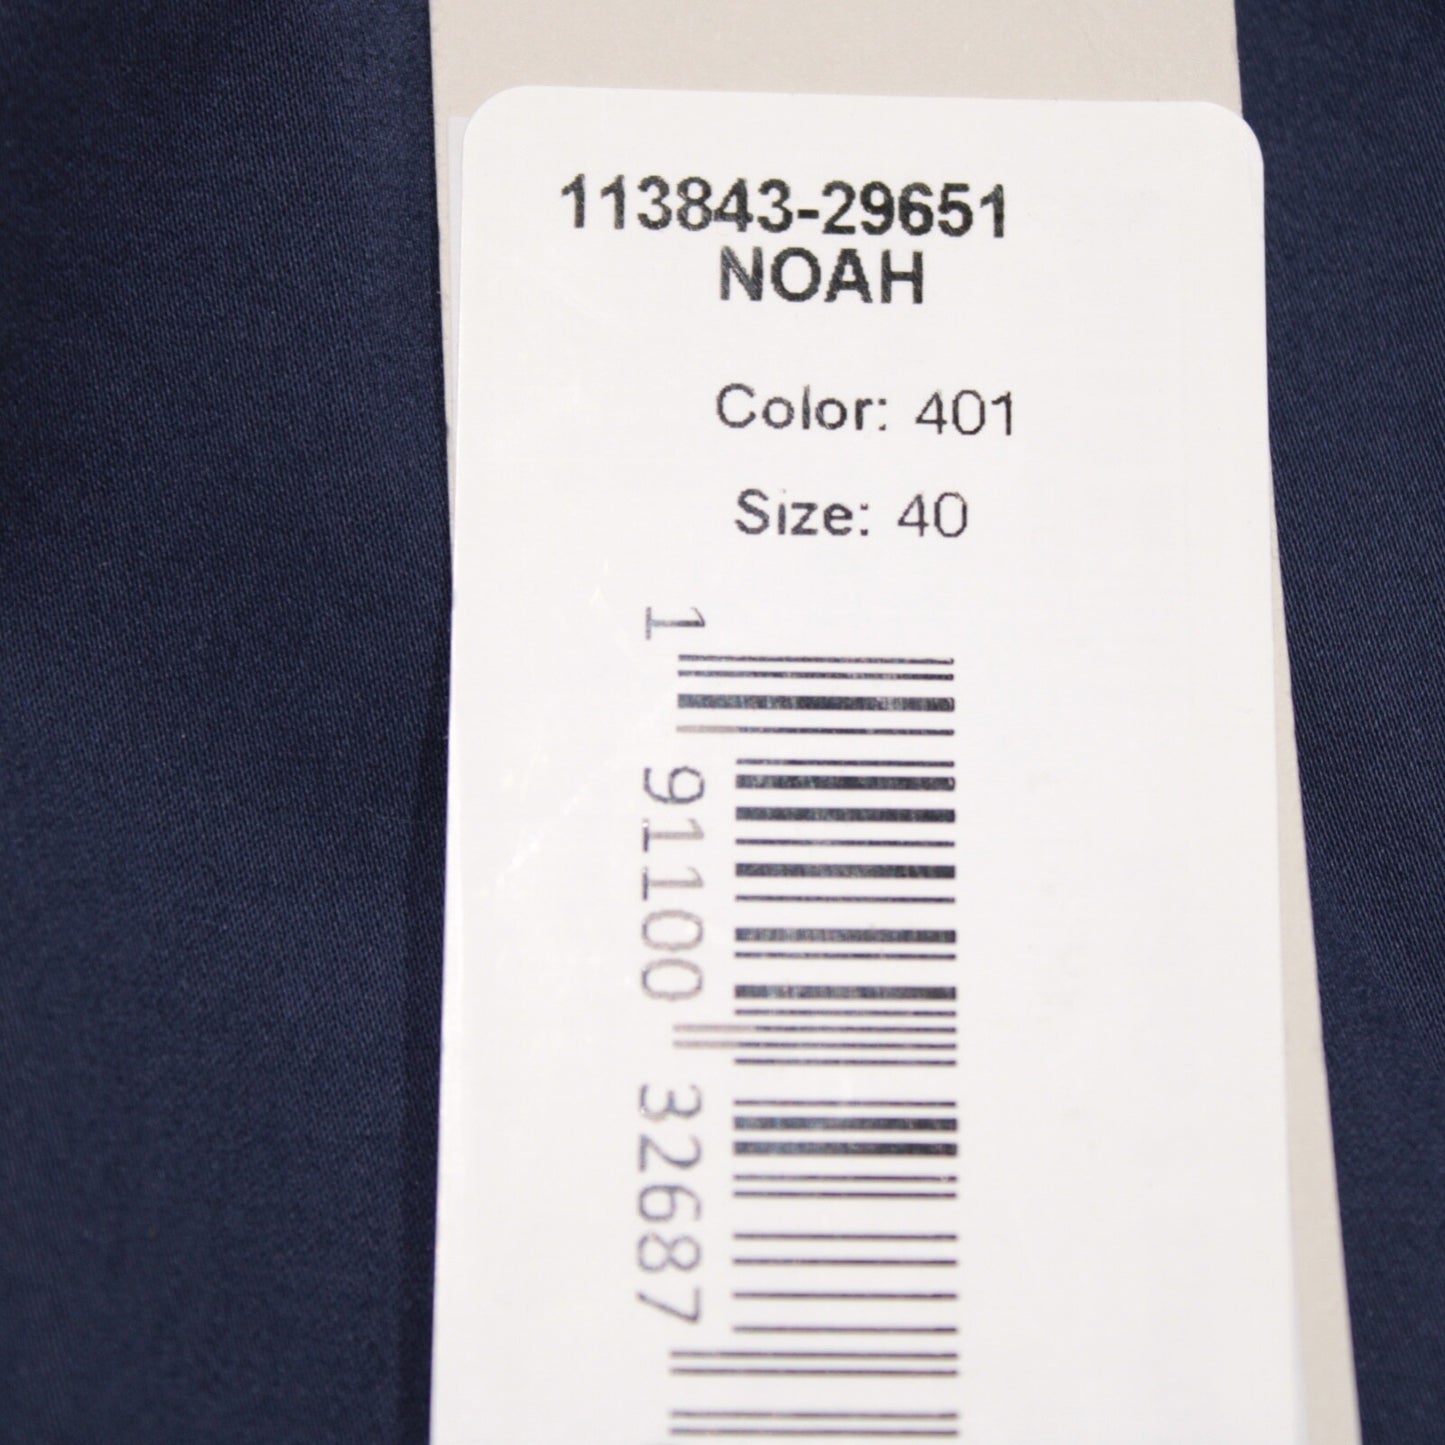 113843-29651
NOAH
Color: 401
Size: 40
1 91100 32687